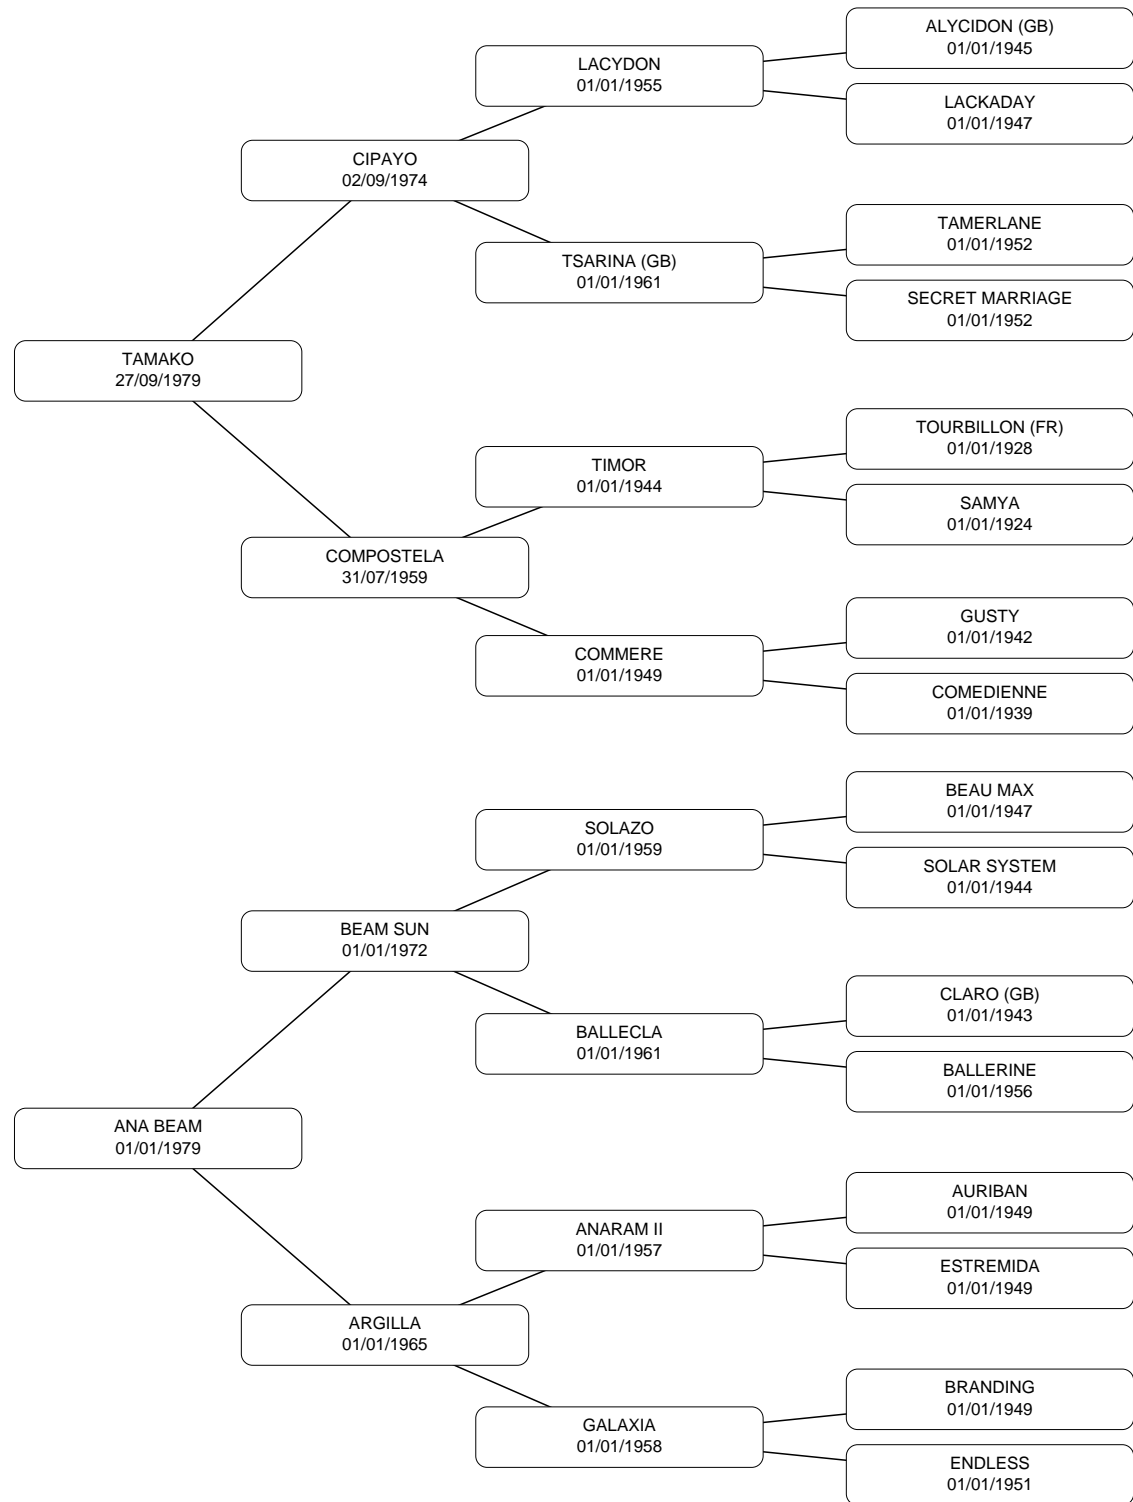 ALYCIDON (GB)
01/01/1945
LACYDON
01/01/1955
LACKADAY
01/01/1947
CIPAYO
02/09/1974
TAMERLANE
01/01/1952
TSARINA (GB)
01/01/1961
SECRET MARRIAGE
01/01/1952
TAMAKO
27/09/1979
TOURBILLON (FR)
01/01/1928
TIMOR
01/01/1944
SAMYA
01/01/1924
COMPOSTELA
31/07/1959
GUSTY
01/01/1942
COMMERE
01/01/1949
COMEDIENNE
01/01/1939
BEAU MAX
01/01/1947
SOLAZO
01/01/1959
SOLAR SYSTEM
01/01/1944
BEAM SUN
01/01/1972
CLARO (GB)
01/01/1943
BALLECLA
01/01/1961
BALLERINE
01/01/1956
ANA BEAM
01/01/1979
AURIBAN
01/01/1949
ANARAM II
01/01/1957
ESTREMIDA
01/01/1949
ARGILLA
01/01/1965
BRANDING
01/01/1949
GALAXIA
01/01/1958
ENDLESS
01/01/1951